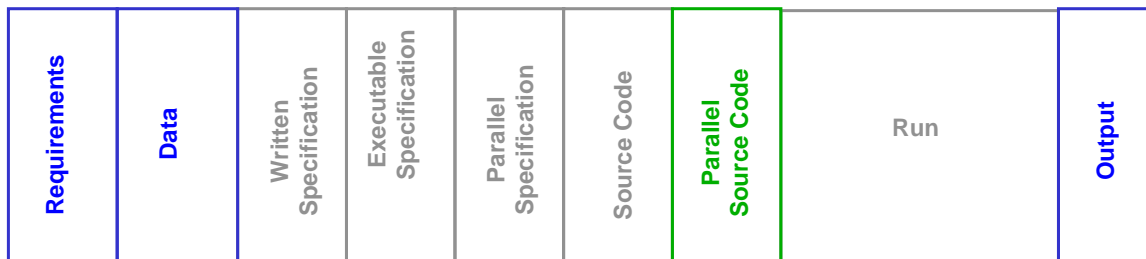 Requirements
Data
Written
Specification
Executable
Specification
Parallel
Specification
Source Code
Parallel
Source Code
Run
Output